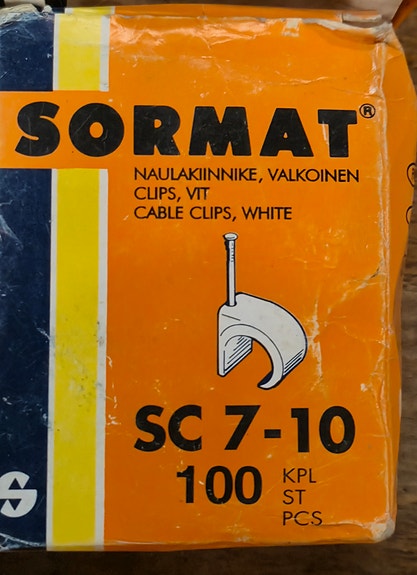 SORMAT®
NAULAKIINNIKE, VALKOINEN
CLIPS, VIT
CABLE CLIPS, WHITE
SC 7-10
100 KPL
ST
PCS